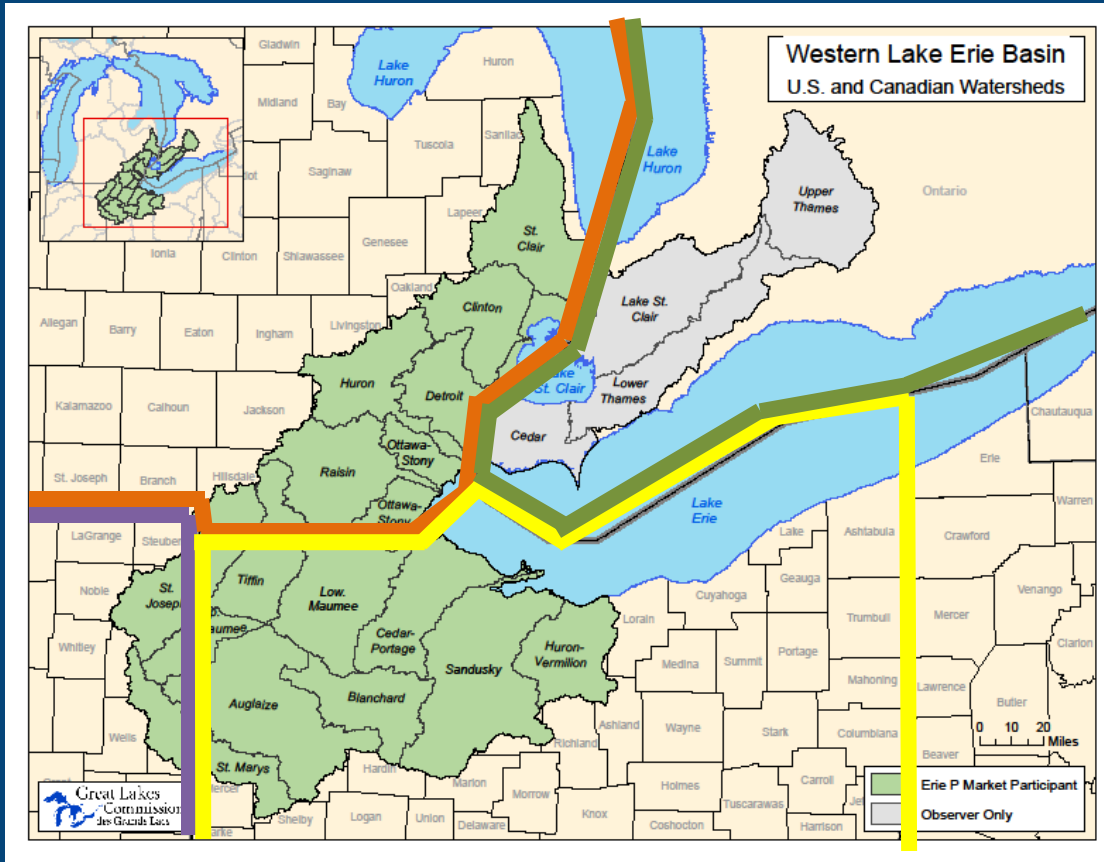 Western Lake Erie Basin
U.S. and Canadian Watersheds
Gladwin
Lake
Huron
Huron
Midland
Bay
Sanilac
Tuscola
Saginaw
Lake
Huron
Ontario
Upper
Thames
Lapeer
St.
Clair
Genesee
Ionia
Clinton
Shiawassee
Oakland
Lake St.
Clair
Clinton
Allegan
Barry
Eaton
Ingham
Livingston
St. Clair
Huron
Detroit
Lower
Thames
Kalamazoo
Calhoun
Jackson
Cedar
Chautauqua
Ottawa-
Stony
Raisin
Erie
St. Joseph
Branch
Hillsdale
Ottawa-
Stony
Warren
Lake
Erie
LaGrange
Lake
Ashtabula
Crawford
Noble
St.
Tiffin
Low.
Maumee
Geauga
Cuyahoga
Venango
Lorain
Trumbull
Mercer
Clarion
Cedar-
Portage
Whitley
Huron-
Vermilion
Sandusky
Medina
Summit
Portage
Mahoning
Lawrence
Auglaize
Blanchard
Butler
Ashland
Wayne
Stark
Columbiana
0 10 20
Miles
Wells
Richland
Beaver
St. Marys
Hardin
Marion
Morrow
Holmes
Carroll
Erie P Market Participant
Great Lakes
Commission
des Grands Lacs
Shelby
Logan
Union
Delaware
Knox
Coshocton
Tuscarawas
Harrison
Observer Only